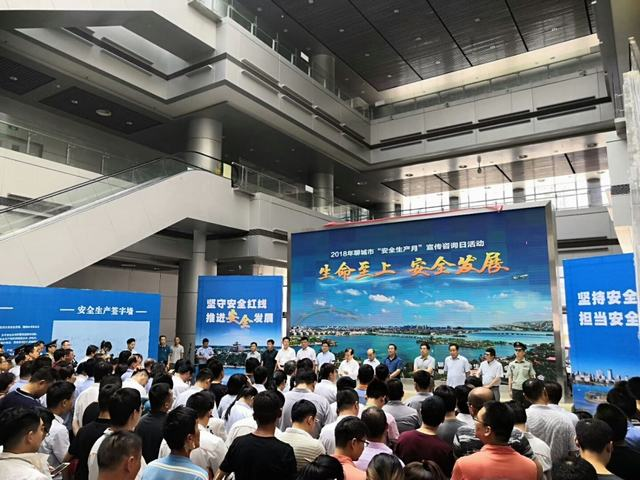 2018年聊城市“安全生产月”宣传咨询日活动
生命至上 安全发展
坚守安全红线
推进安全发展
安全生产签字墙
坚持安全
担当安全